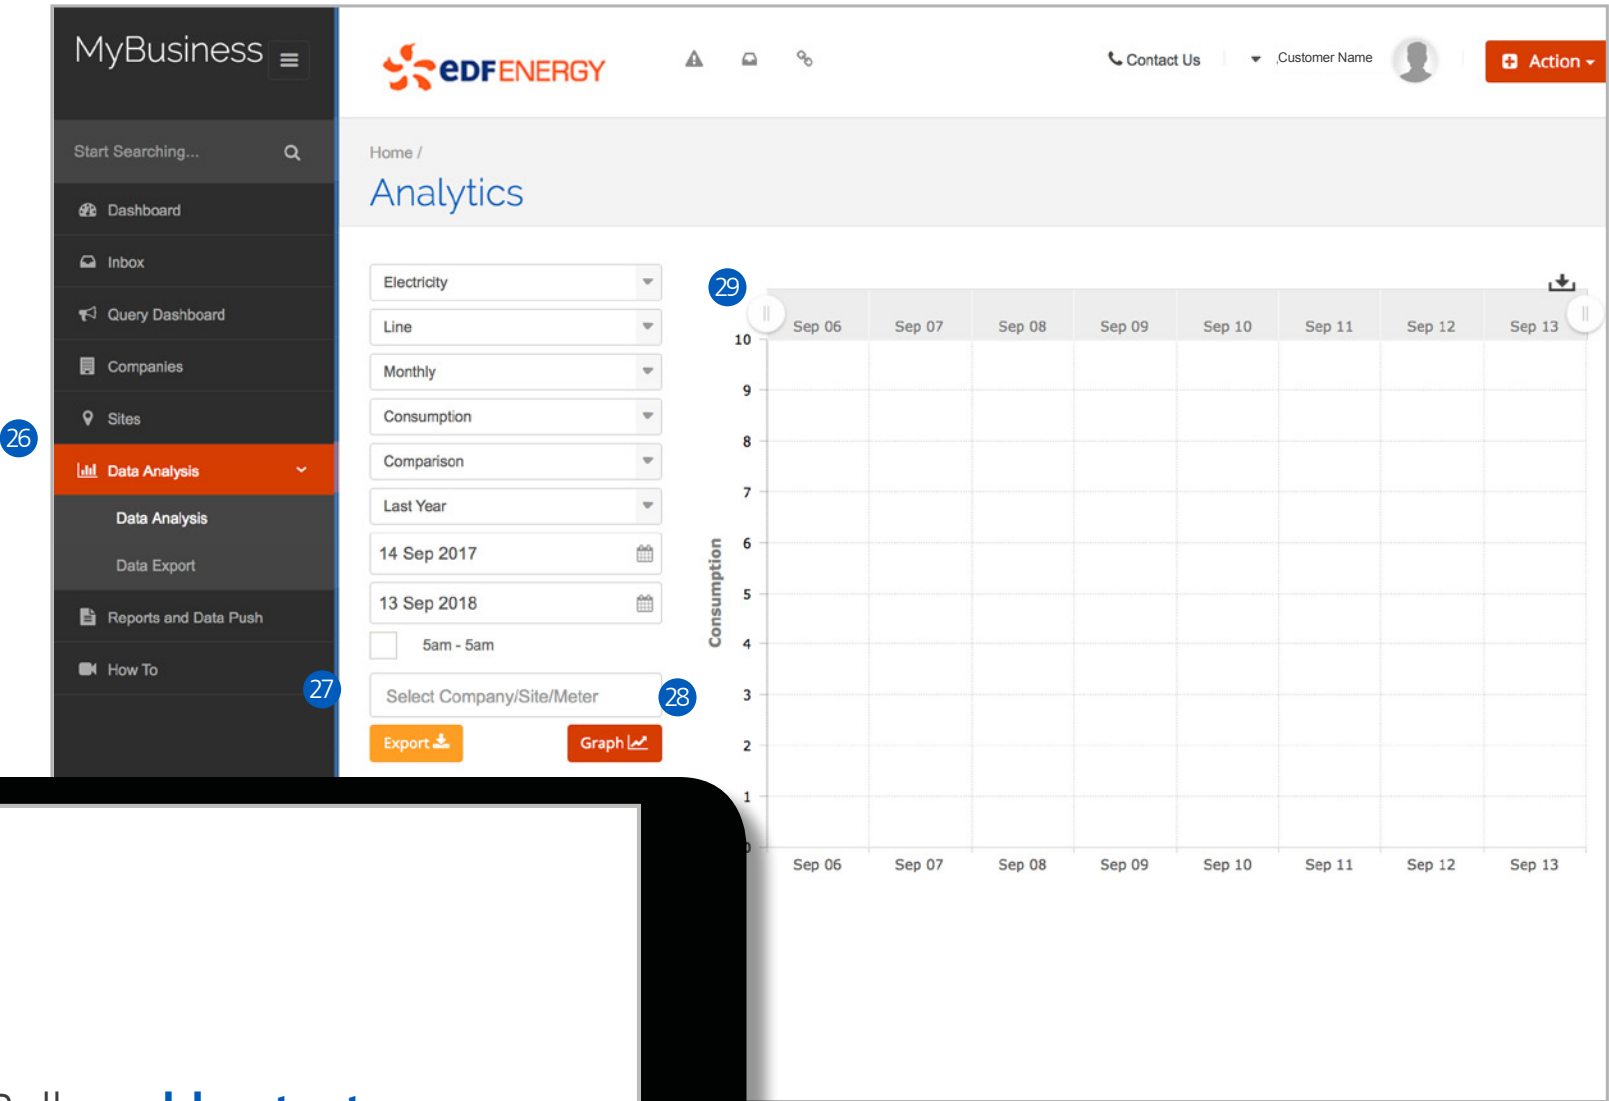 MyBusiness
eDF ENERGY
Contact Us
,Customer Name
Action
Start Searching...
Home /
Analytics
Dashboard
Inbox
Query Dashboard
Companies
Sites
26
Data Analysis
Data Analysis
Data Export
Reports and Data Push
How To
27
Electricity
Line
Monthly
Consumption
Comparison
Last Year
14 Sep 2017
13 Sep 2018
5am - 5am
Select Company/Site/Meter
28
Export
Graph
29
Sep 06 Sep 07 Sep 08 Sep 09 Sep 10 Sep 11 Sep 12 Sep 13
10
9
8
7
6
5
4
3
2
1
0
Consumption
Sep 06 Sep 07 Sep 08 Sep 09 Sep 10 Sep 11 Sep 12 Sep 13